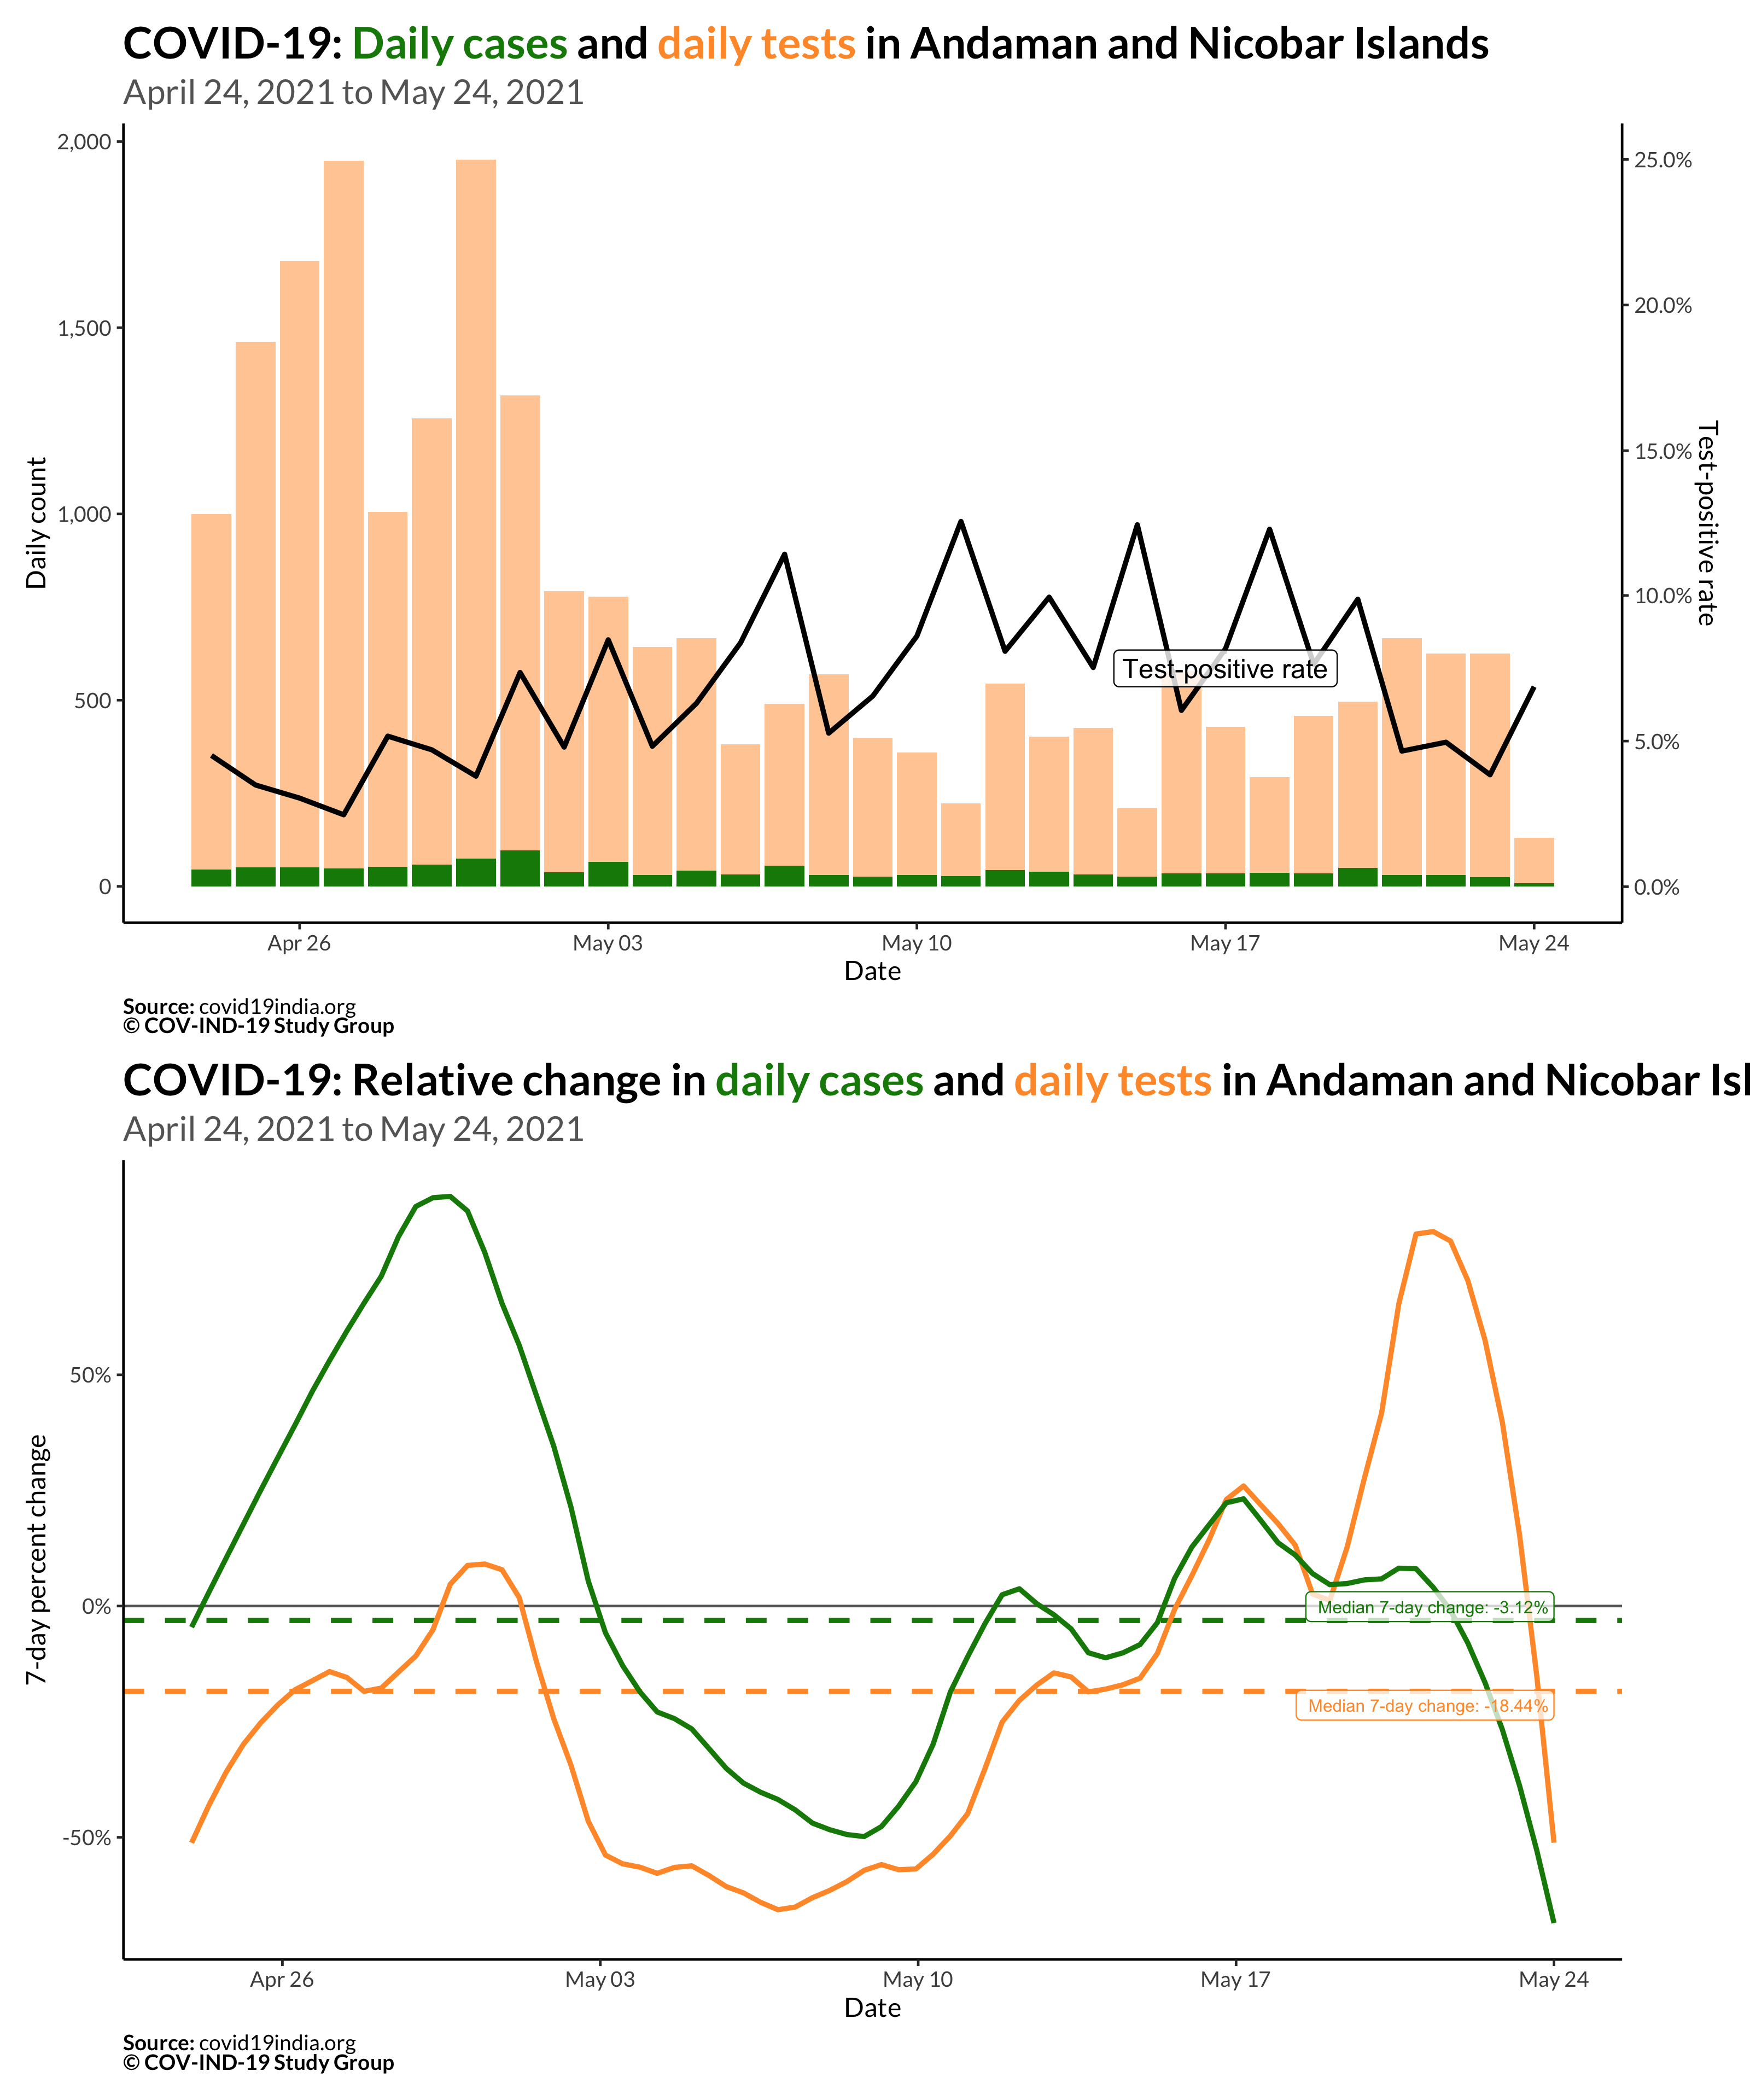 COVID-19: Daily cases and daily tests in Andaman and Nicobar Islands
April 24, 2021 to May 24, 2021
2,000
1,500
1,000
500
0
Daily count
25.0%
20.0%
15.0%
10.0%
5.0%
0.0%
Test-positive rate
Test-positive rate
Apr 26
May 03
May 10
May 17
May 24
Date
Source: covid19india.org
© COV-IND-19 Study Group
COVID-19: Relative change in daily cases and daily tests in Andaman and Nicobar Isl
April 24, 2021 to May 24, 2021
50%
0%
-50%
7-day percent change
Median 7-day change: -3.12%
Median 7-day change: -18.44%
Apr 26
May 03
May 10
May 17
May 24
Date
Source: covid19india.org
© COV-IND-19 Study Group